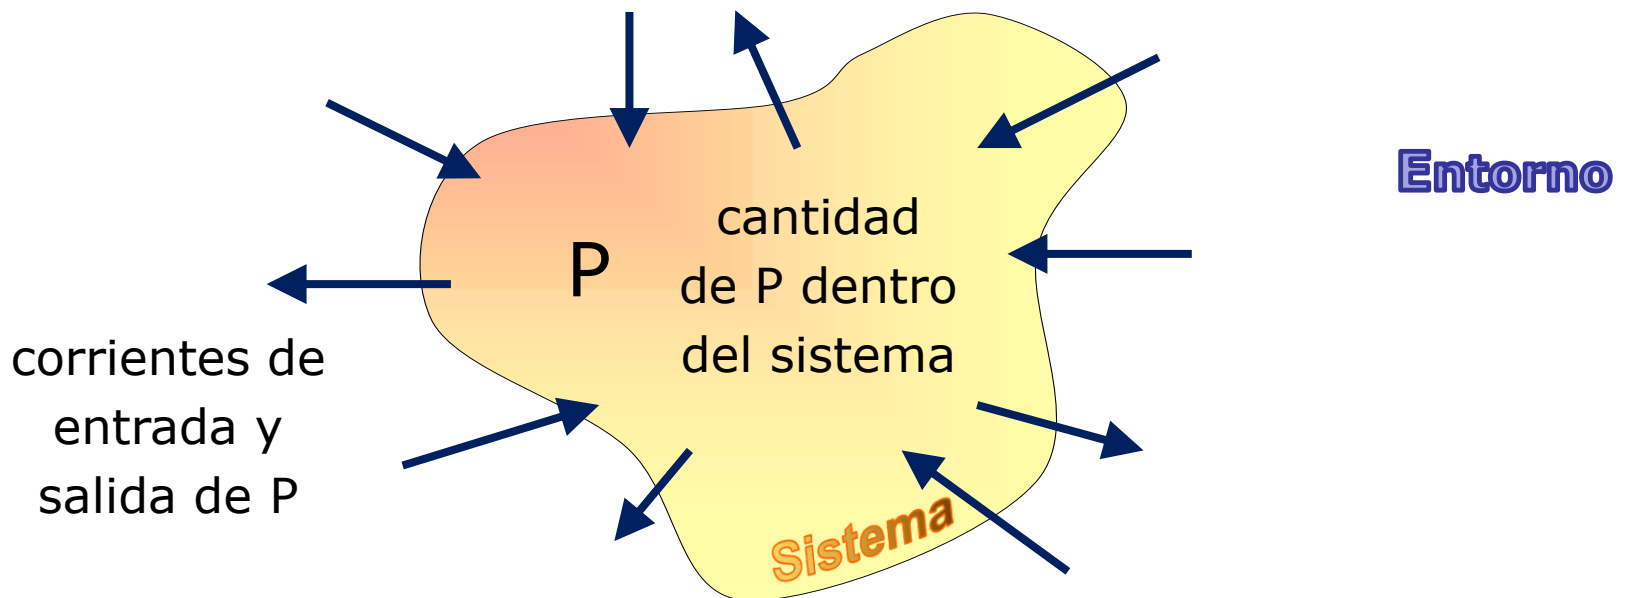 Entorno
P
cantidad
de P dentro
del sistema
corrientes de
entrada y
salida de P
Sistema